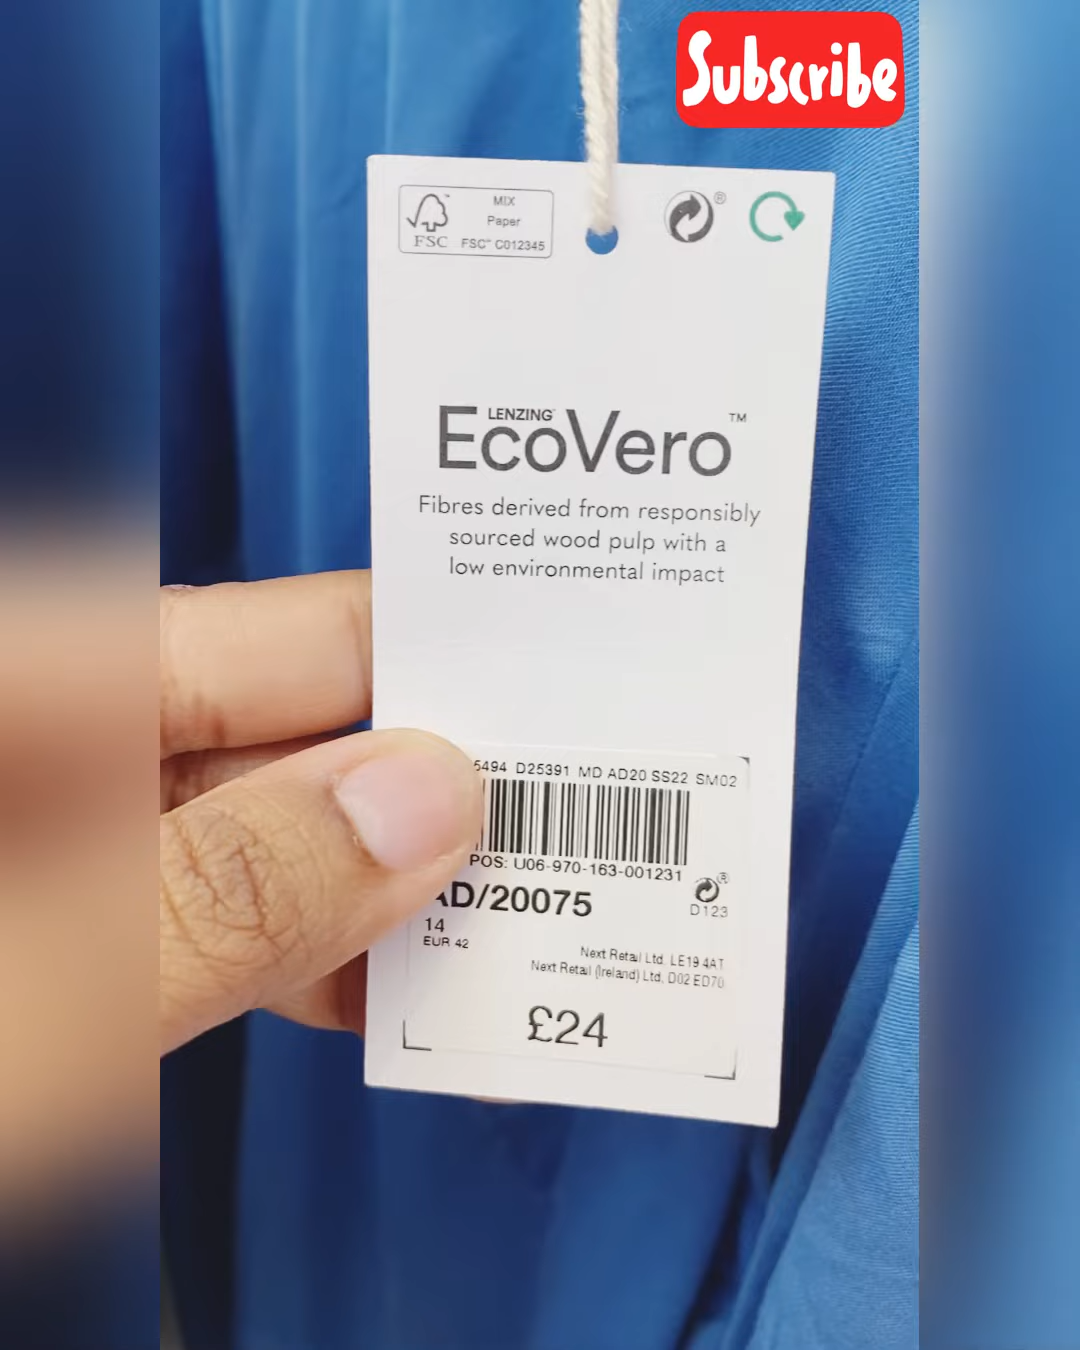 Subscribe
MIX
Paper
FSC™ C012345
FSC
LENZING
EcoVero™
Fibres derived from responsibly
sourced wood pulp with a
low environmental impact
5494 D25391 MD AD20 SS22 SM02
POS: U06-970-163-001231
AD/20075
D123
14
EUR 42
Next Retail Ltd. LE19 4AT
Next Retail (Ireland) Ltd, D02 ED70
£24